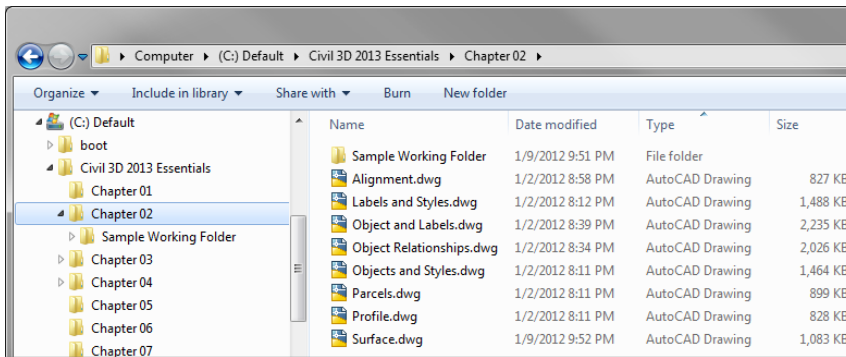 Computer (C:) Default Civil 3D 2013 Essentials Chapter 02
Organize Include in library Share with Burn New folder
(C:) Default
boot
Civil 3D 2013 Essentials
Chapter 01
Chapter 02
Sample Working Folder
Chapter 03
Chapter 04
Chapter 05
Chapter 06
Chapter 07
Name Date modified Type Size
Sample Working Folder 1/9/2012 9:51 PM File folder
Alignment.dwg 1/2/2012 8:58 PM AutoCAD Drawing 827 KB
Labels and Styles.dwg 1/2/2012 8:12 PM AutoCAD Drawing 1,488 KB
Object and Labels.dwg 1/2/2012 8:39 PM AutoCAD Drawing 2,235 KB
Object Relationships.dwg 1/2/2012 8:34 PM AutoCAD Drawing 2,026 KB
Objects and Styles.dwg 1/2/2012 8:11 PM AutoCAD Drawing 1,464 KB
Parcels.dwg 1/2/2012 8:11 PM AutoCAD Drawing 899 KB
Profile.dwg 1/2/2012 8:11 PM AutoCAD Drawing 828 KB
Surface.dwg 1/9/2012 9:52 PM AutoCAD Drawing 1,083 KB